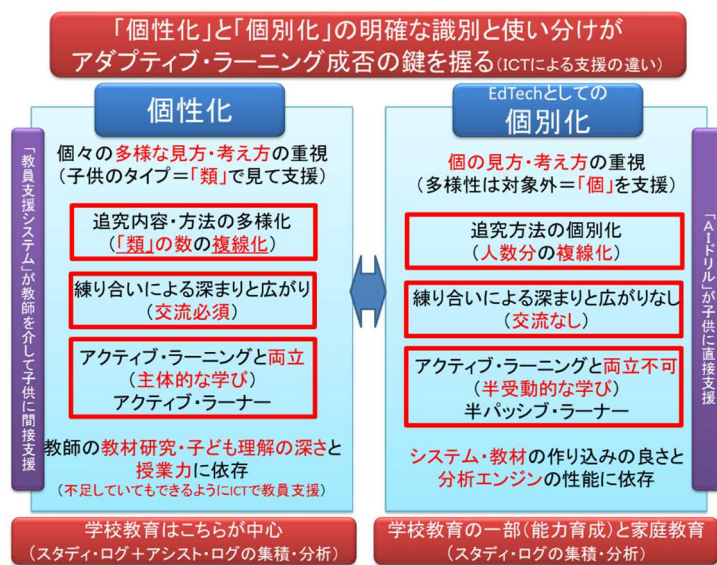 「個性化」と「個別化」の明確な識別と使い分けが
アダプティブ・ラーニング成否の鍵を握る(ICTによる支援の違い)
「教員支援システム」が教師を介して子供に間接支援
個性化
個々の多様な見方・考え方の重視
(子供のタイプ=「類」で見て支援)
追究内容・方法の多様化
(「類」の数の複線化)
練り合いによる深まりと広がり
(交流必須)
アクティブ・ラーニングと両立
(主体的な学び)
アクティブ・ラーナー
教師の教材研究・子ども理解の深さと
授業力に依存
(不足していてもできるようにICTで教員支援)
学校教育はこちらが中心
(スタディ・ログ+アシスト・ログの集積・分析)
EdTechとしての
個別化
個の見方・考え方の重視
(多様性は対象外=「個」を支援)
追究方法の個別化
(人数分の複線化)
練り合いによる深まりと広がりなし
(交流なし)
アクティブ・ラーニングと両立不可
(半受動的な学び)
半パッシブ・ラーナー
システム・教材の作り込みの良さと
分析エンジンの性能に依存
「AIドリル」が子供に直接支援
学校教育の一部(能力育成)と家庭教育
(スタディ・ログの集積・分析)